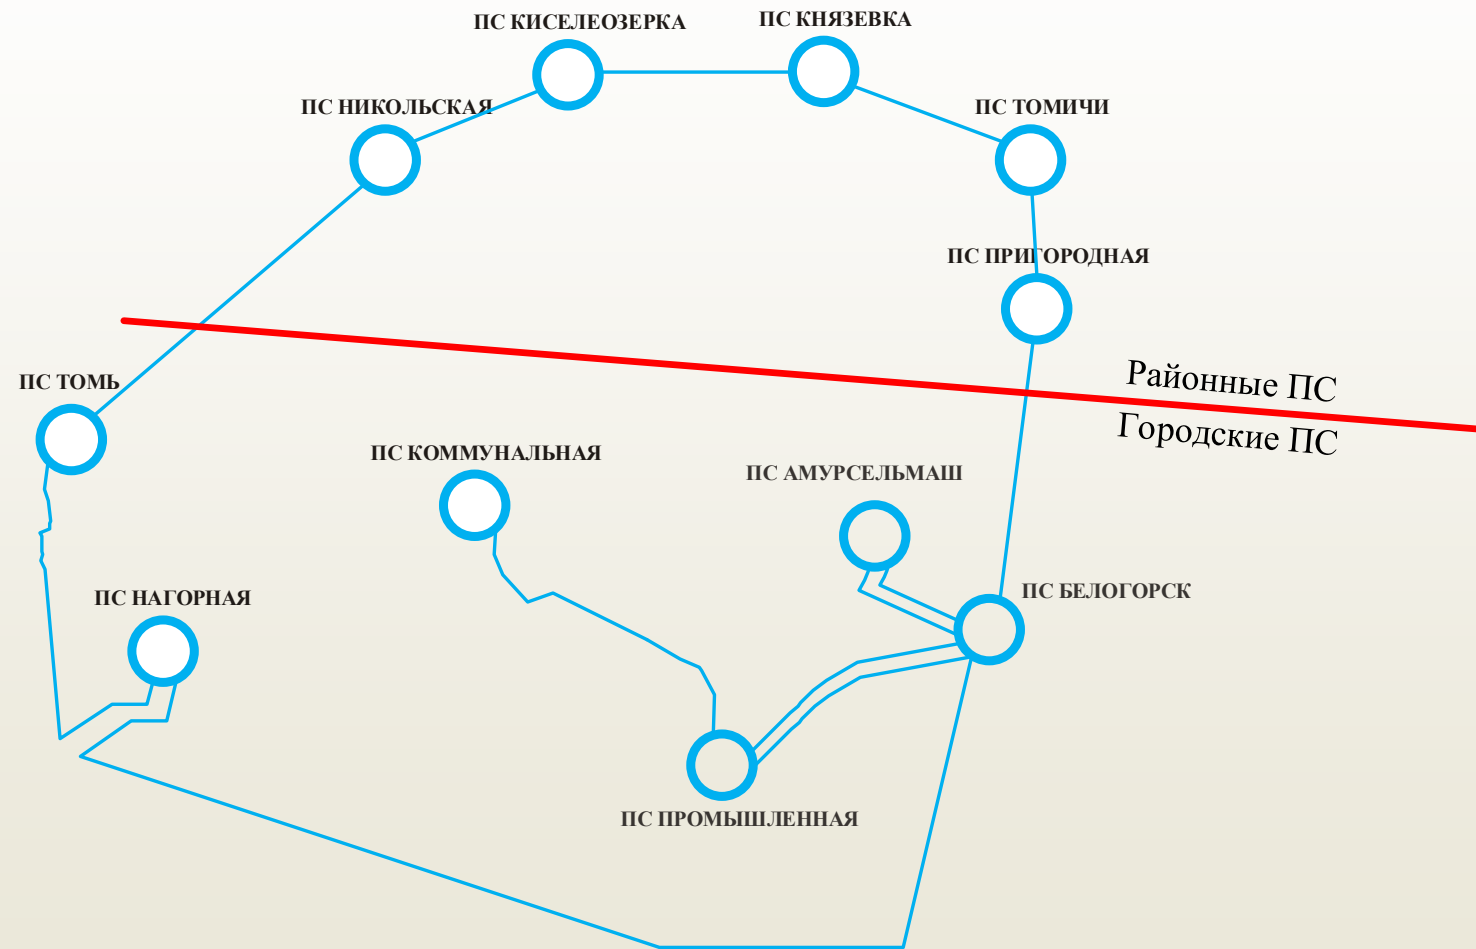 ПС КИСЕЛЕОЗЕРКА
ПС КНЯЗЕВКА
ПС НИКОЛЬСКАЯ
ПС ТОМИЧИ
ПС ПРИГОРОДНАЯ
ПС ТОМЬ
Районные ПС
Городские ПС
ПС КОММУНАЛЬНАЯ
ПС АМУРСЕЛЬМАШ
ПС БЕЛОГОРСК
ПС НАГОРНАЯ
ПС ПРОМЫШЛЕННАЯ